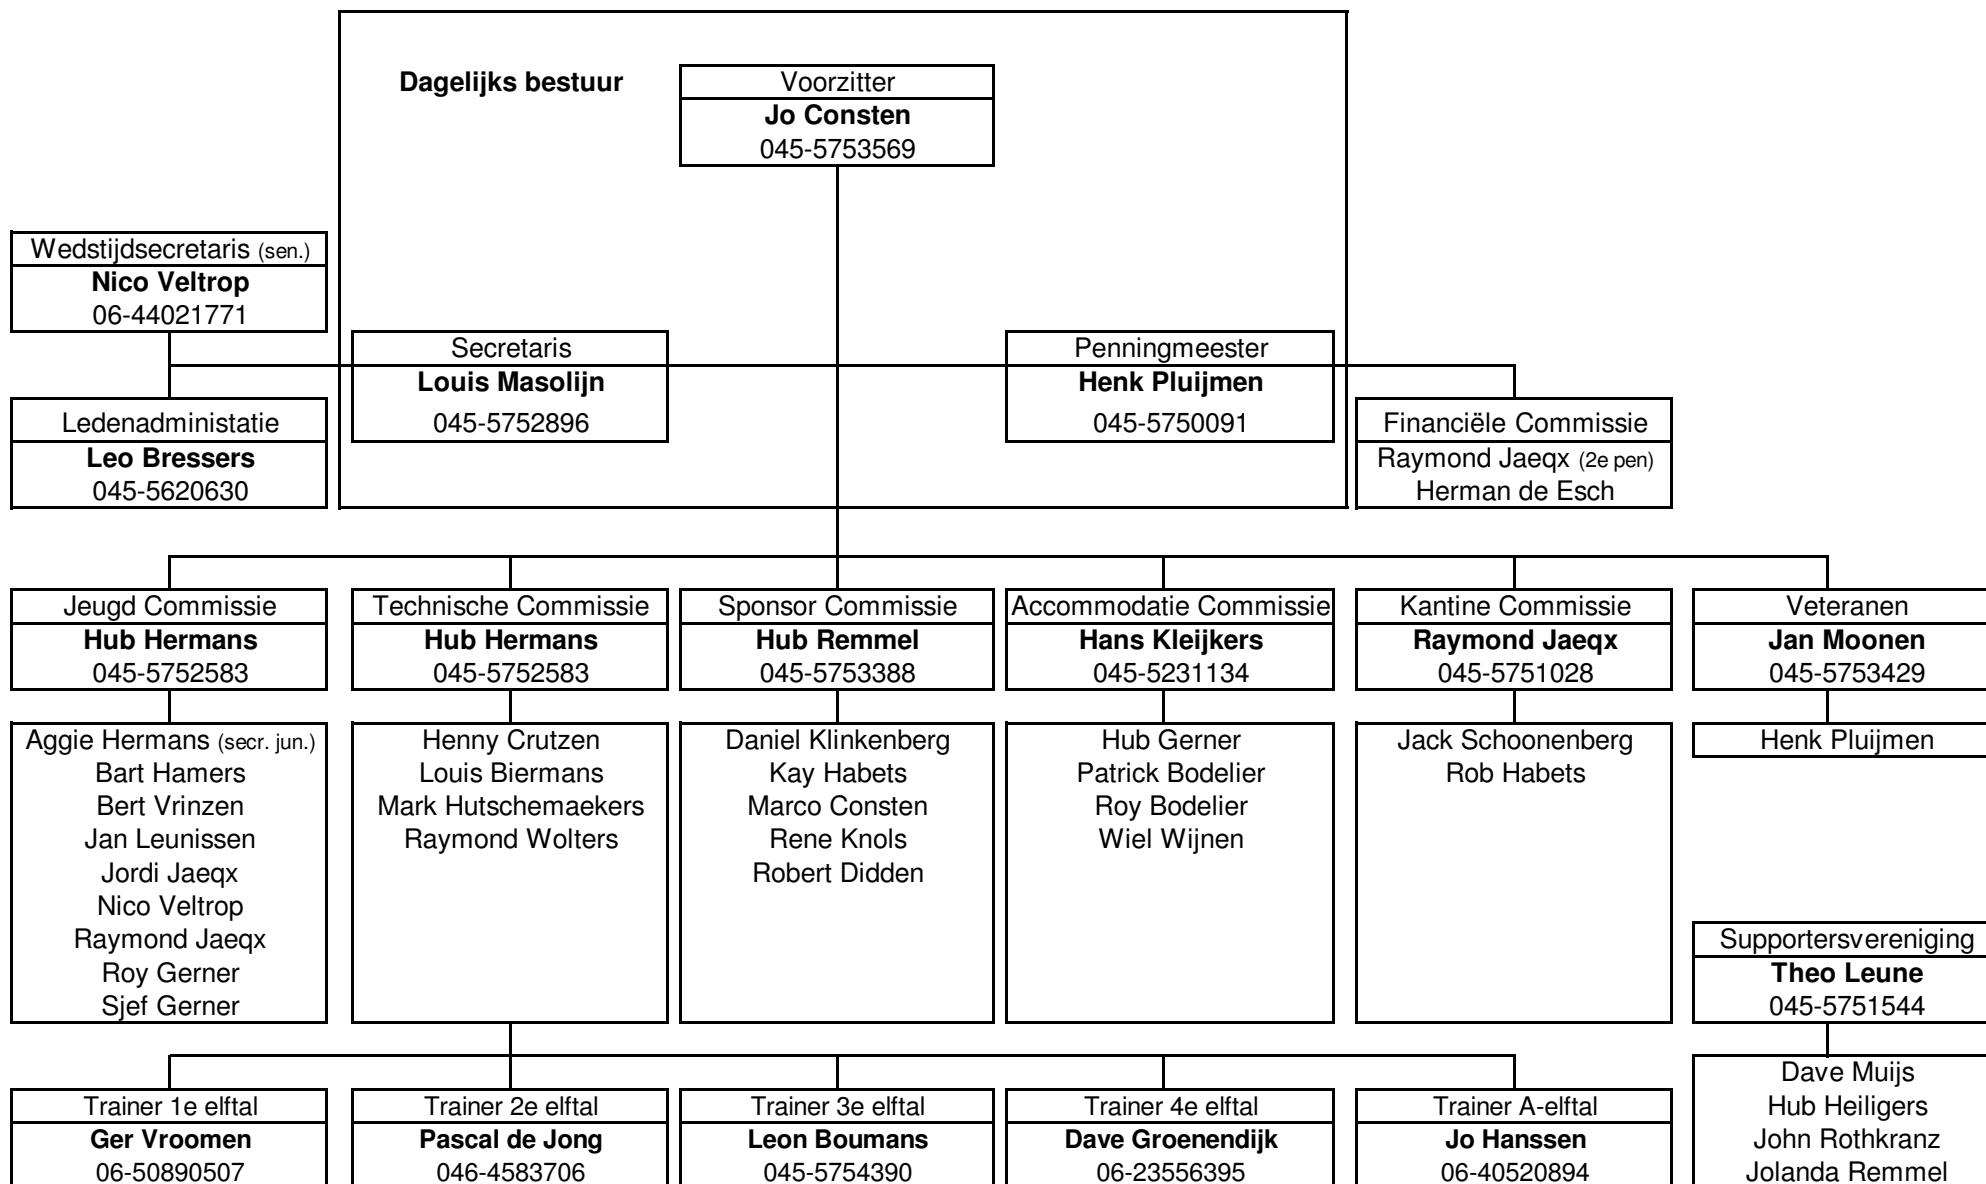 Dagelijks bestuur
Voorzitter
Jo Consten
045-5753569
Wedstijdsecretaris (sen.)
Nico Veltrop
06-44021771
Secretaris
Louis Masolijn
045-5752896
Penningmeester
Henk Pluijmen
045-5750091
Ledenadministatie
Leo Bressers
045-5620630
Financiële Commissie
Raymond Jaeqx (2e pen)
Herman de Esch
Jeugd Commissie
Hub Hermans
045-5752583
Aggie Hermans (secr. jun.)
Bart Hamers
Bert Vrinzen
Jan Leunissen
Jordi Jaeqx
Nico Veltrop
Raymond Jaeqx
Roy Gerner
Sjef Gerner
Technische Commissie
Hub Hermans
045-5752583
Henny Crutzen
Louis Biermans
Mark Hutschemaekers
Raymond Wolters
Sponsor Commissie
Hub Remmel
045-5753388
Daniel Klinkenberg
Kay Habets
Marco Consten
Rene Knols
Robert Didden
Accommodatie Commissie
Hans Kleijkers
045-5231134
Hub Gerner
Patrick Bodelier
Roy Bodelier
Wiel Wijnen
Kantine Commissie
Raymond Jaeqx
045-5751028
Jack Schoonenberg
Rob Habets
Veteranen
Jan Moonen
045-5753429
Henk Pluijmen
Supportersvereniging
Theo Leune
045-5751544
Dave Muijs
Hub Heiligers
John Rothkranz
Jolanda Remmel
Trainer 1e elftal
Ger Vroomen
06-50890507
Trainer 2e elftal
Pascal de Jong
046-4583706
Trainer 3e elftal
Leon Boumans
045-5754390
Trainer 4e elftal
Dave Groenendijk
06-23556395
Trainer A-elftal
Jo Hanssen
06-40520894